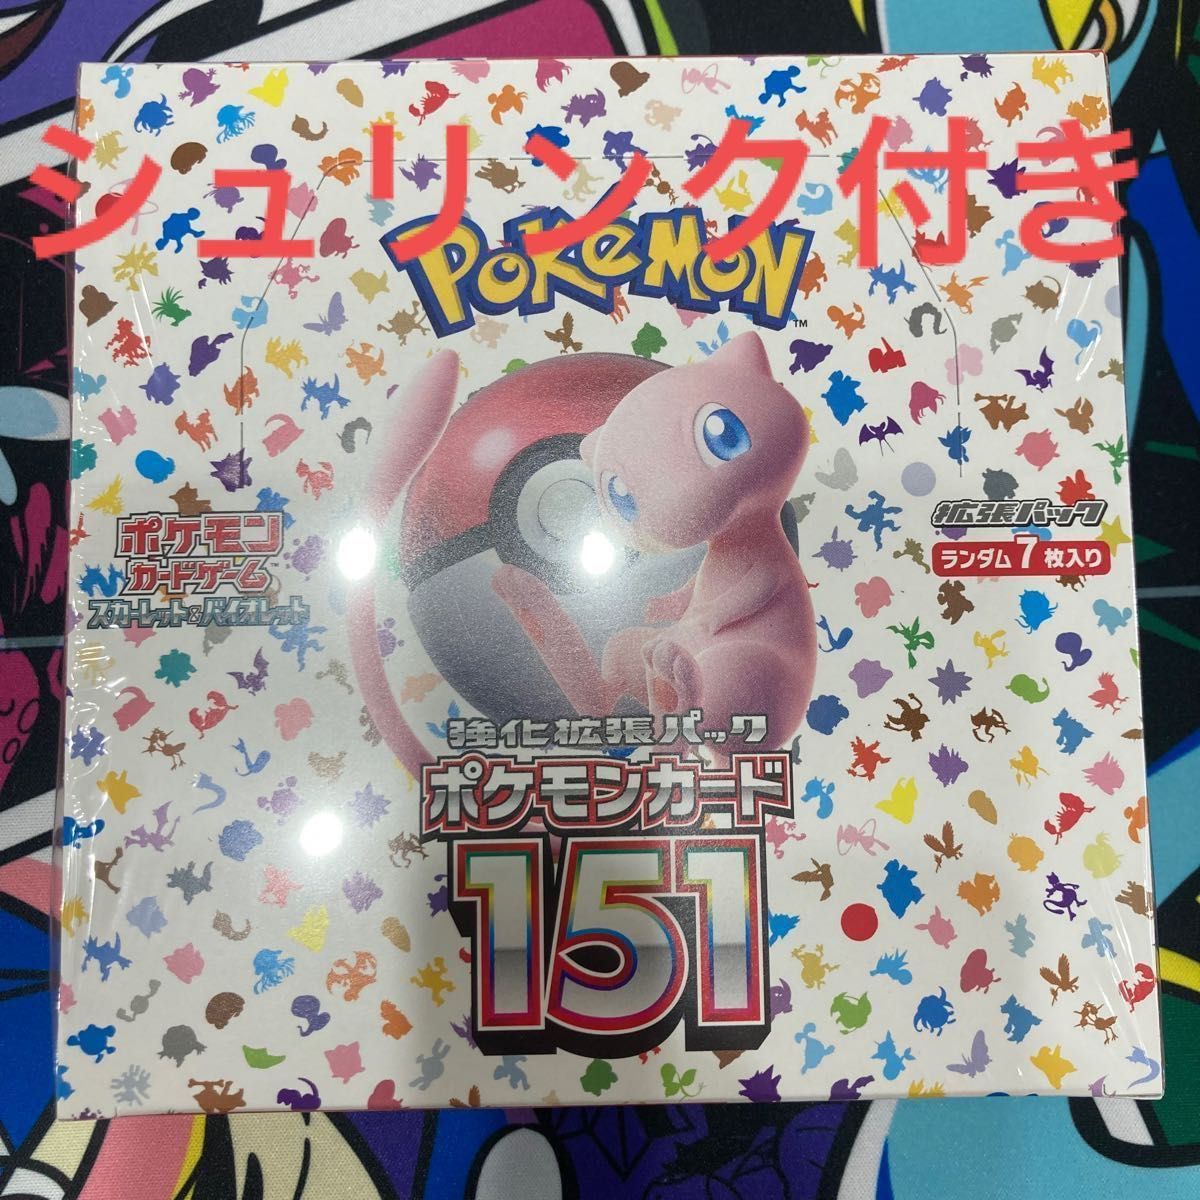 シュリンク付き
POKéMON™
ポケモン
カードゲーム™
スカーレット&バイオレット
拡張パック
ランダム7枚入り
強化拡張パック
ポケモンカード
151